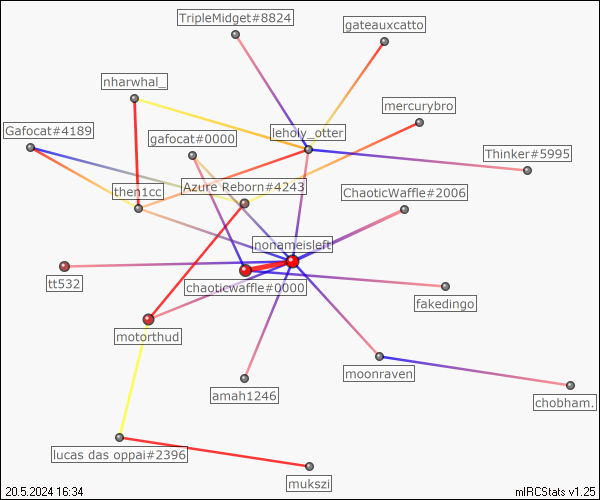 TripleMidget#8824
gateauxcatto
nharwhal_
mercurybro
Gafocat#4189
gafocat#0000
leholy_otter
Thinker#5995
then1cc
Azure Reborn#4243
ChaoticWaffle#2006
nonameisleft
tt532
chaoticwaffle#0000
fakedingo
motorthud
moonraven
amah1246
chobham.
lucas das oppai#2396
mukszi
20.5.2024 16:34
mIRCStats v1.25